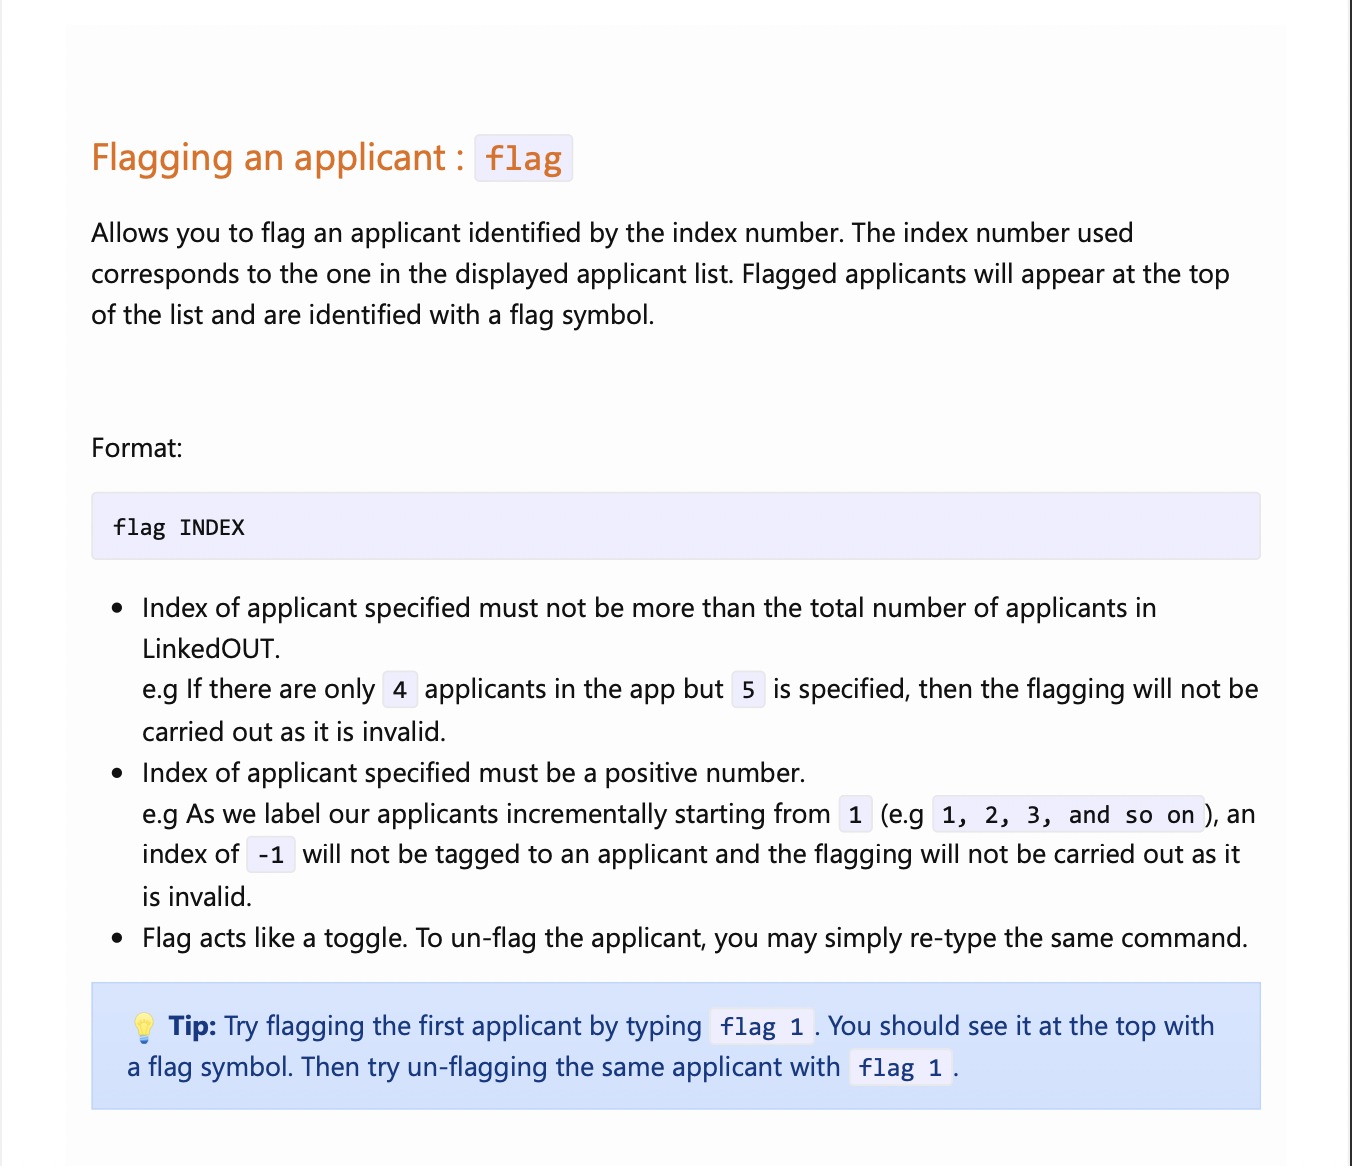 Flagging an applicant : flag
Allows you to flag an applicant identified by the index number. The index number used
corresponds to the one in the displayed applicant list. Flagged applicants will appear at the top
of the list and are identified with a flag symbol.
Format:
flag INDEX
• Index of applicant specified must not be more than the total number of applicants in
LinkedOUT.
e.g If there are only 4 applicants in the app but 5 is specified, then the flagging will not be
carried out as it is invalid.
• Index of applicant specified must be a positive number.
e.g As we label our applicants incrementally starting from 1 (e.g 1, 2, 3, and so on), an
index of -1 will not be tagged to an applicant and the flagging will not be carried out as it
is invalid.
• Flag acts like a toggle. To un-flag the applicant, you may simply re-type the same command.
💡 Tip: Try flagging the first applicant by typing flag 1. You should see it at the top with
a flag symbol. Then try un-flagging the same applicant with flag 1.